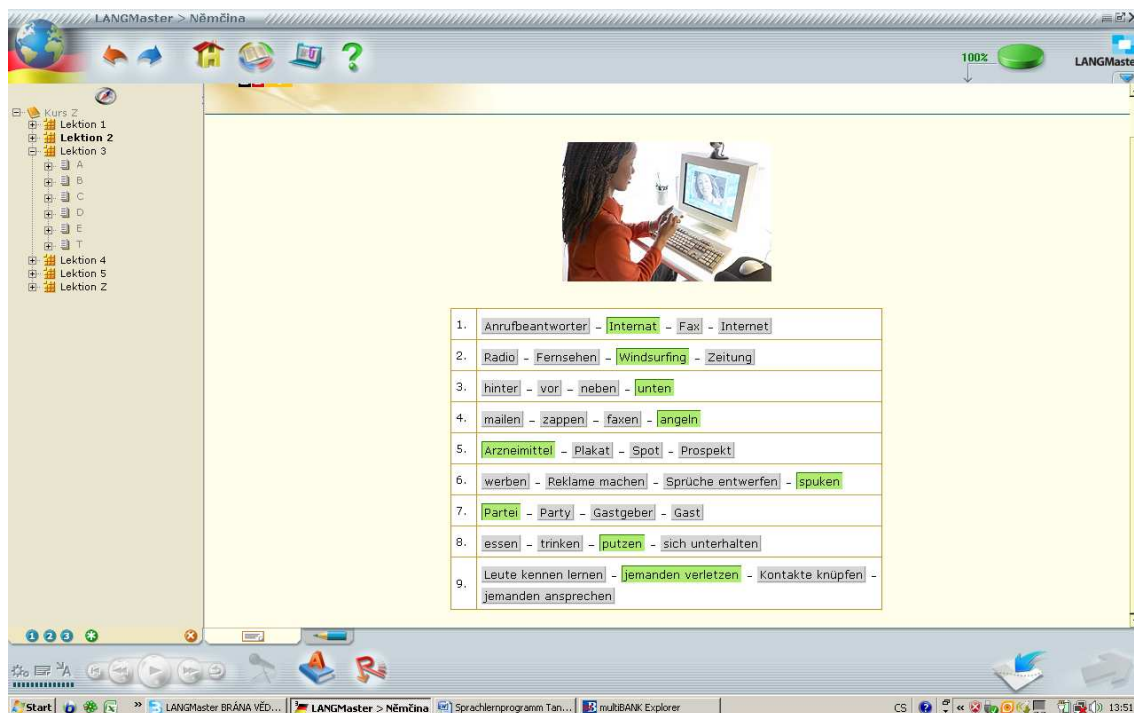 LANGMaster > Němčina
100%
LANGMaste
Kurs Z
Lektion 1
Lektion 2
Lektion 3
A
B
C
D
E
T
Lektion 4
Lektion 5
Lektion Z
1. Anrufbeantworter – Internat – Fax – Internet
2. Radio – Fernsehen – Windsurfing – Zeitung
3. hinter – vor – neben – unten
4. mailen – zappen – faxen – angeln
5. Arzneimittel – Plakat – Spot – Prospekt
6. werben – Reklame machen – Sprüche entwerfen – spuken
7. Partei – Party – Gastgeber – Gast
8. essen – trinken – putzen – sich unterhalten
9. Leute kennen lernen – jemanden verletzen – Kontakte knüpfen –
jemanden ansprechen
1 2 3
Start » LANGMaster BRÁNA VĚD... LANGMaster > Němčina Sprachlernprogramm Tan... multiBANK Explorer CS « 13:51